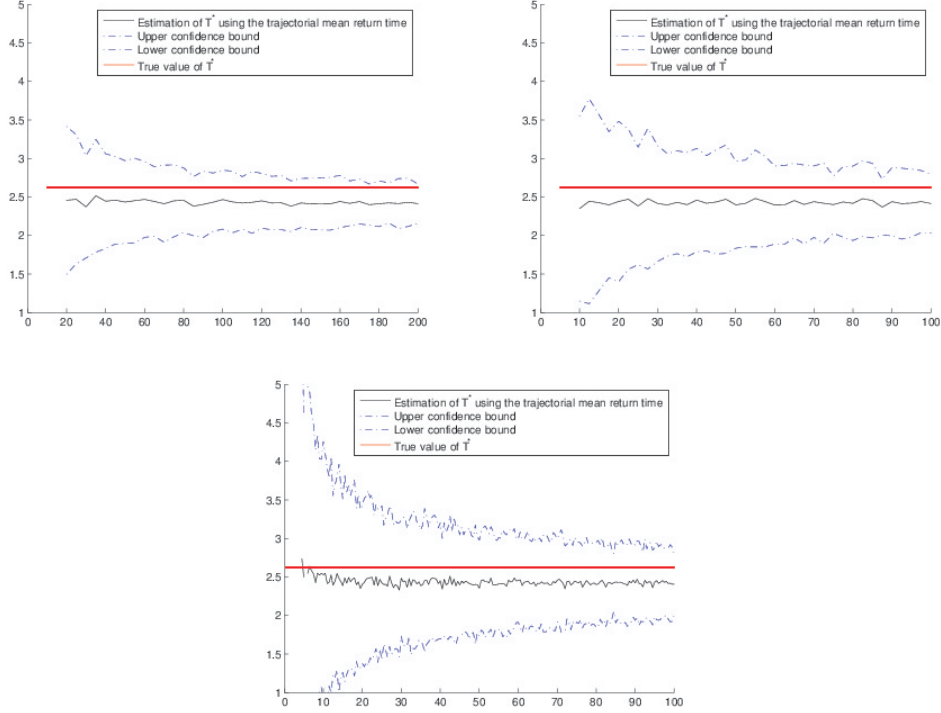 5
4.5
4
3.5
3
2.5
2
1.5
1
0 20 40 60 80 100 120 140 160 180 200
Estimation of T* using the trajectorial mean return time
Upper confidence bound
Lower confidence bound
True value of T*
5
4.5
4
3.5
3
2.5
2
1.5
1
0 10 20 30 40 50 60 70 80 90 100
Estimation of T* using the trajectorial mean return time
Upper confidence bound
Lower confidence bound
True value of T*
5
4.5
4
3.5
3
2.5
2
1.5
1
0 10 20 30 40 50 60 70 80 90 100
Estimation of T* using the trajectorial mean return time
Upper confidence bound
Lower confidence bound
True value of T*